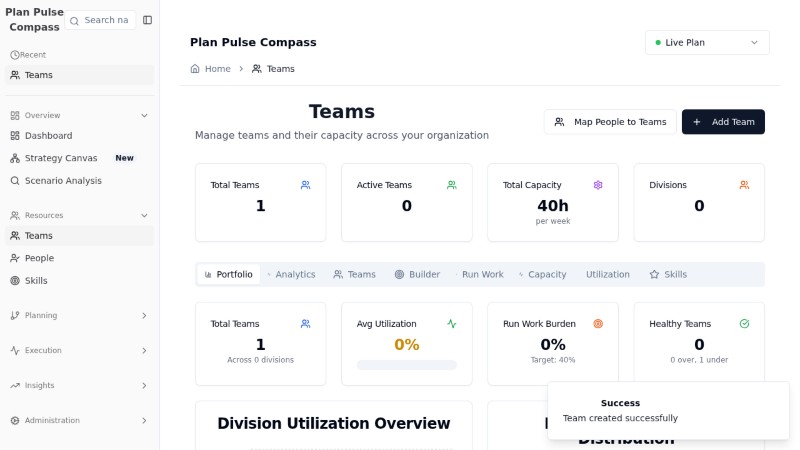 Plan Pulse
Compass
Search na
Recent
Teams
Overview
Dashboard
Strategy Canvas New
Scenario Analysis
Resources
Teams
People
Skills
Planning
Execution
Insights
Administration
Plan Pulse Compass
Live Plan
Home > Teams
Teams
Manage teams and their capacity across your organization
Map People to Teams
+ Add Team
Total Teams
1
Active Teams
0
Total Capacity
40h
per week
Divisions
0
Portfolio
Analytics
Teams
Builder
Run Work
Capacity
Utilization
Skills
Total Teams
1
Across 0 divisions
Avg Utilization
0%
Run Work Burden
0%
Target: 40%
Healthy Teams
0
0 over, 1 under
Division Utilization Overview
Distribution
Success
Team created successfully